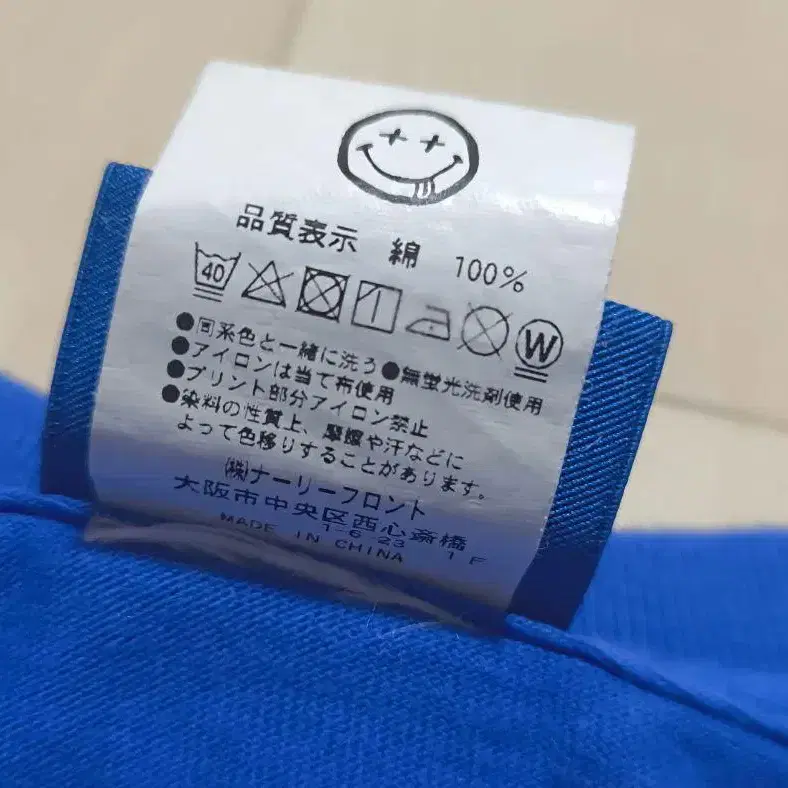 品質表示 綿 100%
40 W
●同系色と一緒に洗う●無蛍光洗剤使用
●アイロンは当て布使用
●プリント部分アイロン禁止
●染料の性質上、摩擦や汗などに
よって色移りすることがあります。
㈱ナーリーフロント
大阪市中央区西心斎橋
1-6-23 1F
MADE IN CHINA